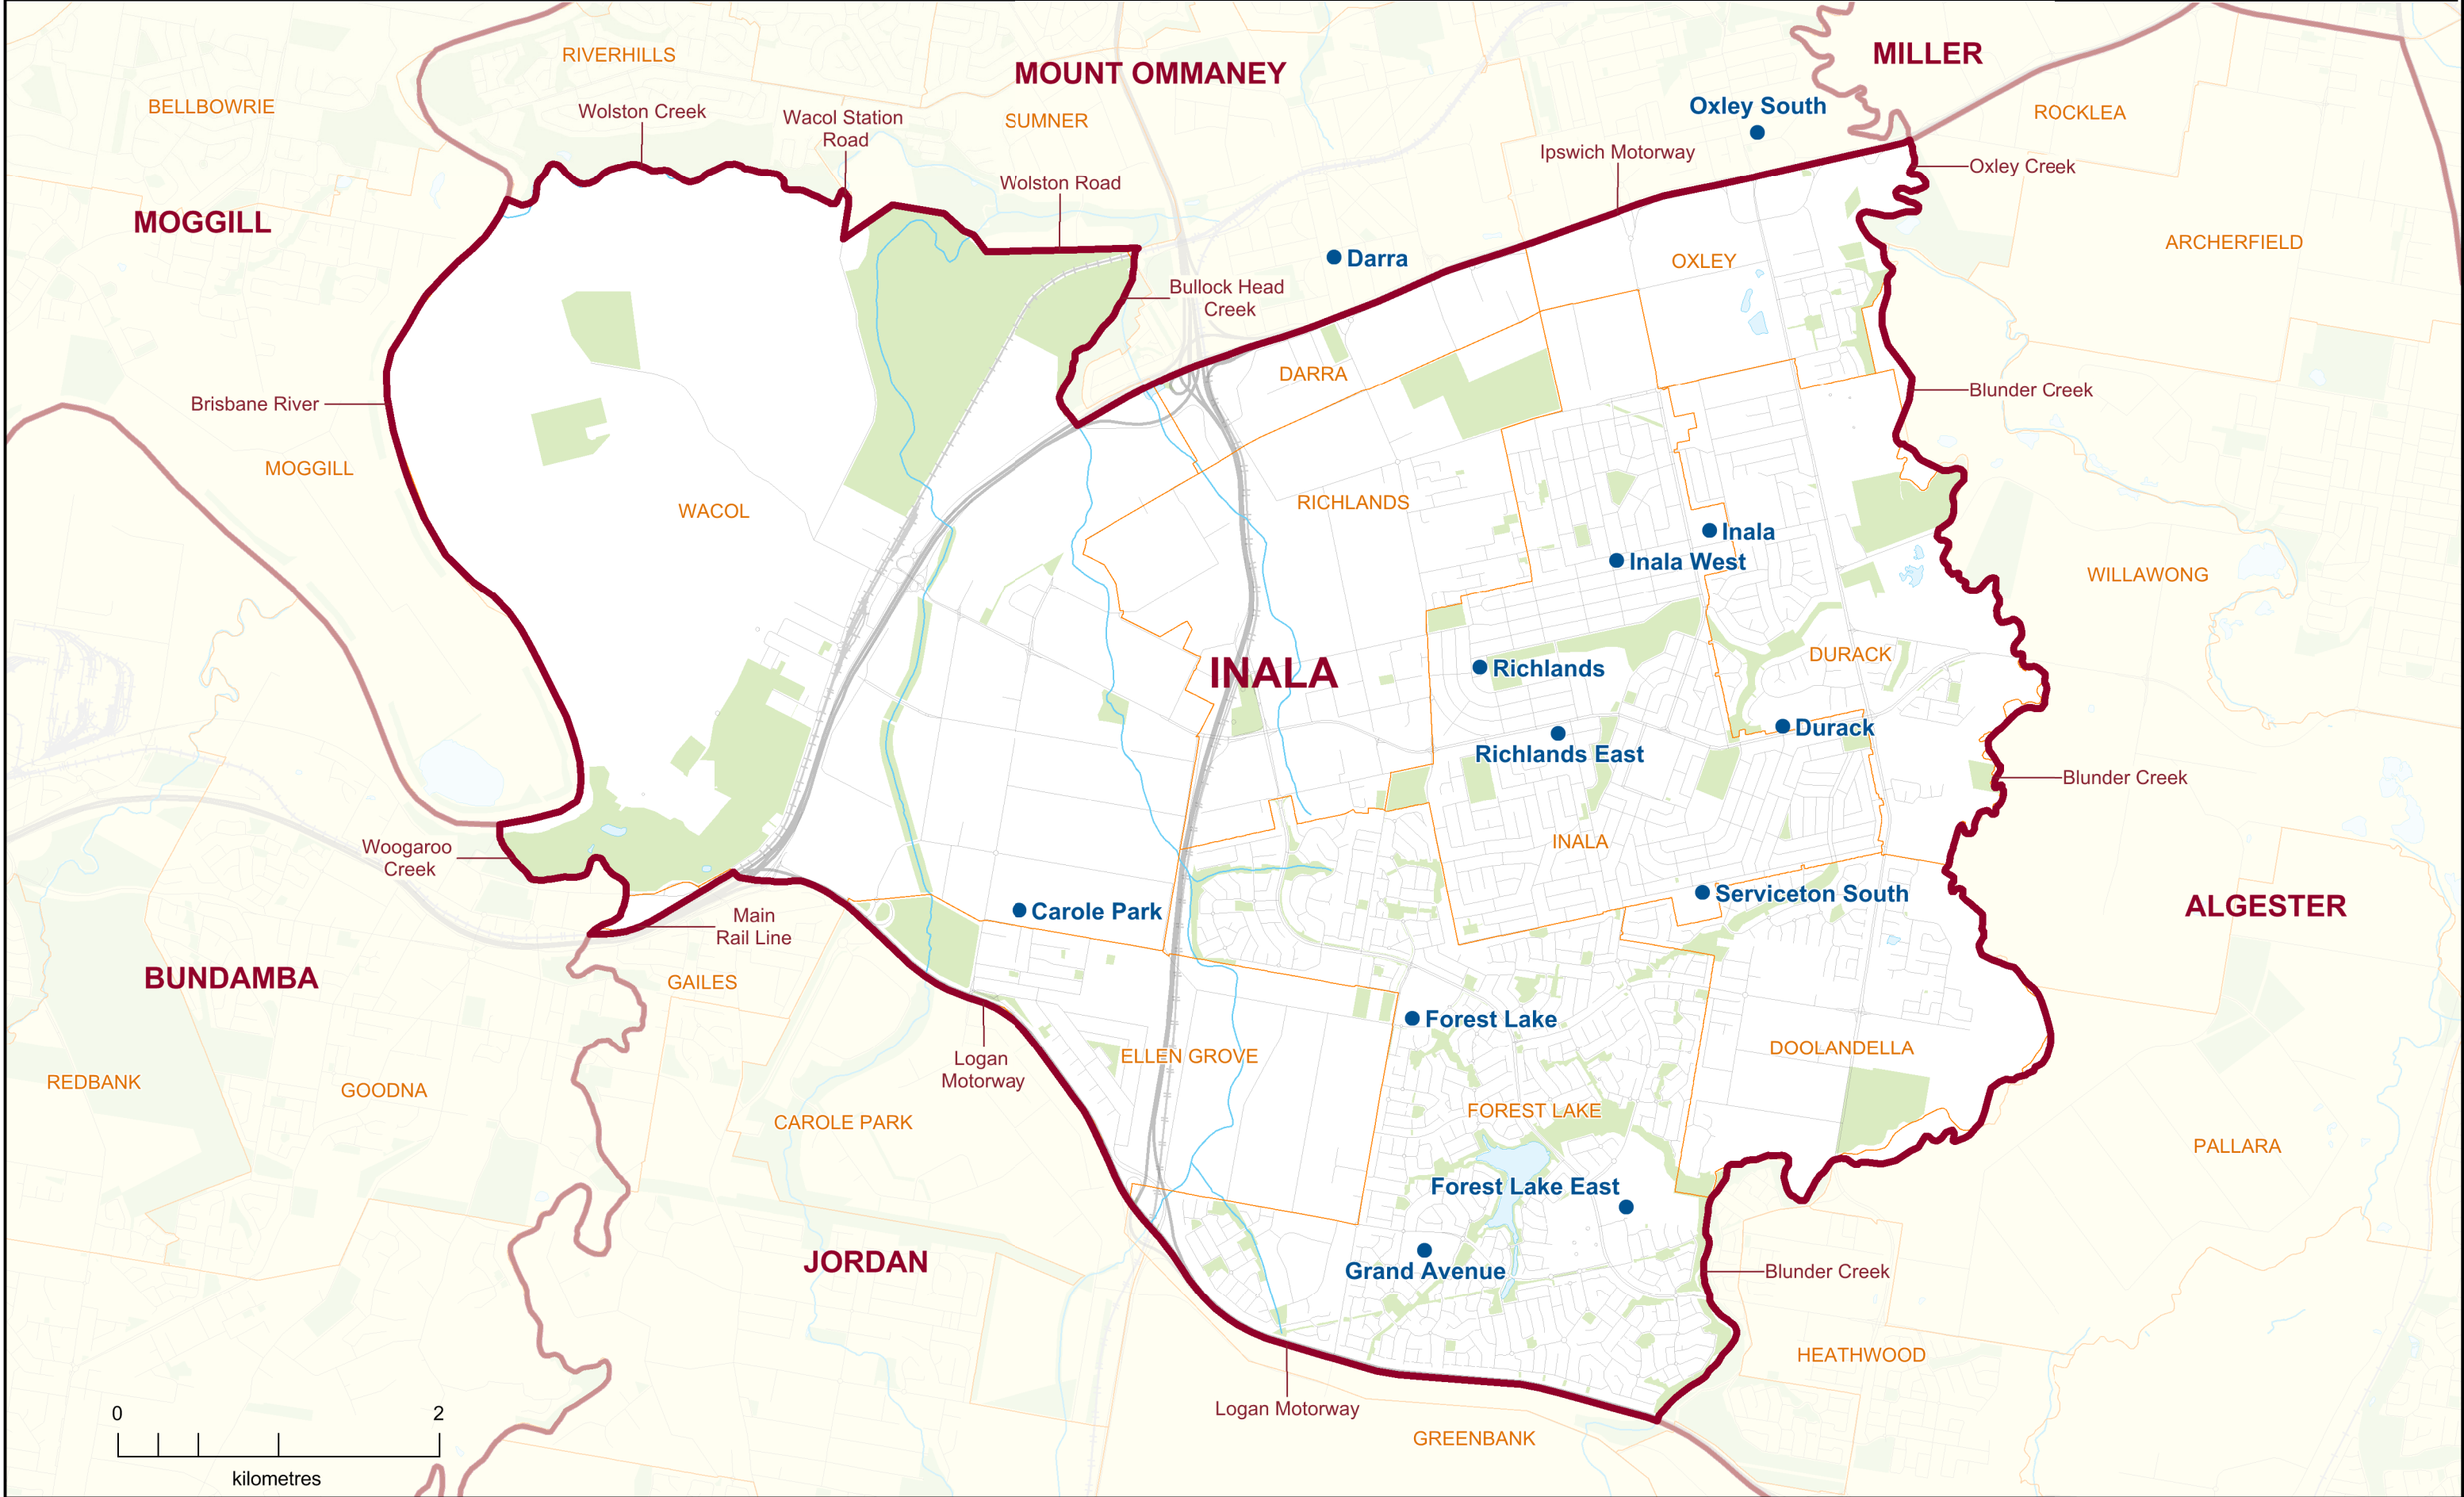 RIVERHILLS
MOUNT OMMANEY
MILLER
BELLBOWRIE
Wolston Creek
Wacol Station
Road
SUMNER
Oxley South
ROCKLEA
Ipswich Motorway
Oxley Creek
Wolston Road
MOGGILL
Darra
OXLEY
ARCHERFIELD
Bullock Head
Creek
DARRA
Brisbane River
Blunder Creek
MOGGILL
WACOL
RICHLANDS
Inala
Inala West
WILLAWONG
INALA
Richlands
DURACK
Durack
Richlands East
Blunder Creek
Woogaroo
Creek
INALA
Carole Park
Serviceton South
ALGESTER
Main
Rail Line
BUNDAMBA
GAILES
Forest Lake
Logan
Motorway
ELLEN GROVE
DOOLANDELLA
REDBANK
GOODNA
CAROLE PARK
FOREST LAKE
PALLARA
Forest Lake East
JORDAN
Grand Avenue
Blunder Creek
HEATHWOOD
Logan Motorway
GREENBANK
0 2
kilometres